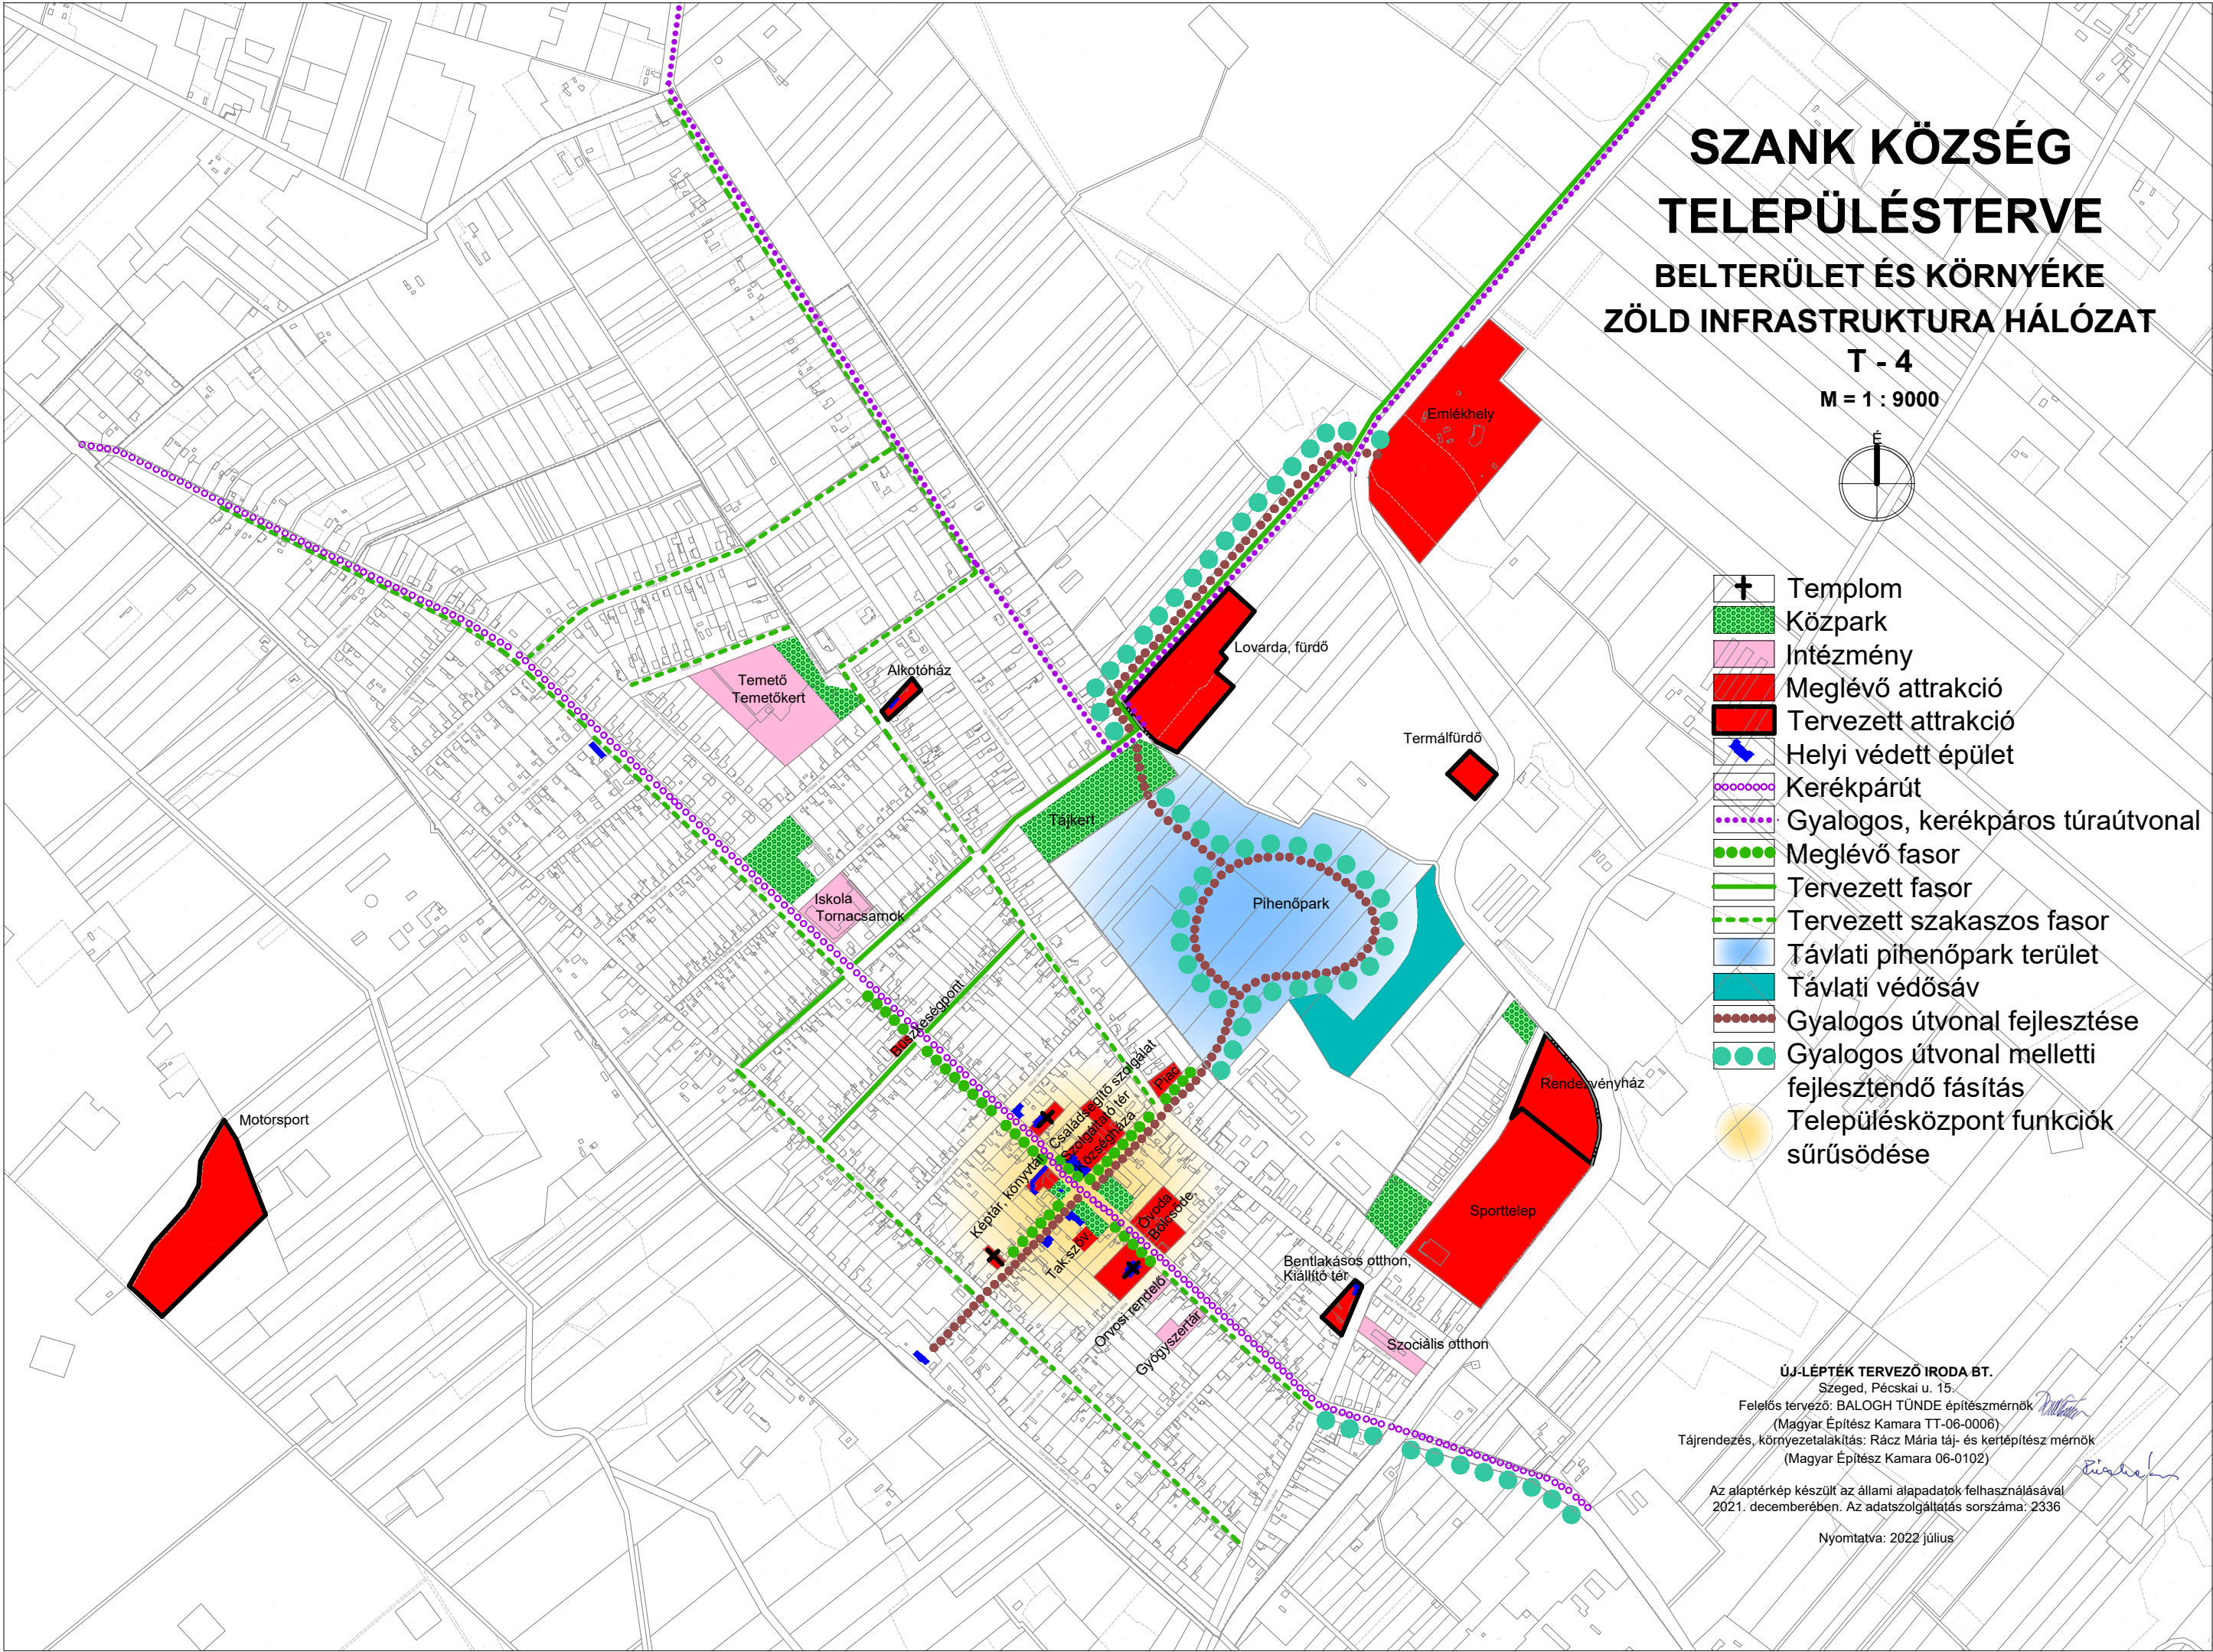 SZANK KÖZSÉG
TELEPÜLÉSTERVE
BELTERÜLET ÉS KÖRNYÉKE
ZÖLD INFRASTRUKTURA HÁLÓZAT
T - 4
M = 1 : 9000
É
Emlékhely
Lovarda, fürdő
Alkotóház
Temető
Temetőkert
Termálfürdő
Tájkert
Iskola
Tornacsarnok
Pihenőpark
Büszkeségpont
Piac
Családsegítő szolgálat
Szolgáltató tér
Községháza
Képtár, könyvtár
Óvoda
Bölcsőde,
Tak.szöv.
Orvosi rendelő
Gyógyszertár
Motorsport
Rendezvényház
Sporttelep
Bentlakásos otthon,
Kiállító tér
Szociális otthon
Templom
Közpark
Intézmény
Meglévő attrakció
Tervezett attrakció
Helyi védett épület
Kerékpárút
Gyalogos, kerékpáros túraútvonal
Meglévő fasor
Tervezett fasor
Tervezett szakaszos fasor
Távlati pihenőpark terület
Távlati védősáv
Gyalogos útvonal fejlesztése
Gyalogos útvonal melletti
fejlesztendő fásítás
Településközpont funkciók
sűrűsödése
ÚJ-LÉPTÉK TERVEZŐ IRODA BT.
Szeged, Pécskai u. 15.
Felelős tervező: BALOGH TÜNDE építészmérnök
(Magyar Építész Kamara TT-06-0006)
Tájrendezés, környezetalakítás: Rácz Mária táj- és kertépítész mérnök
(Magyar Építész Kamara 06-0102)
Az alaptérkép készült az állami alapadatok felhasználásával
2021. decemberében. Az adatszolgáltatás sorszáma: 2336
Nyomtatva: 2022 július